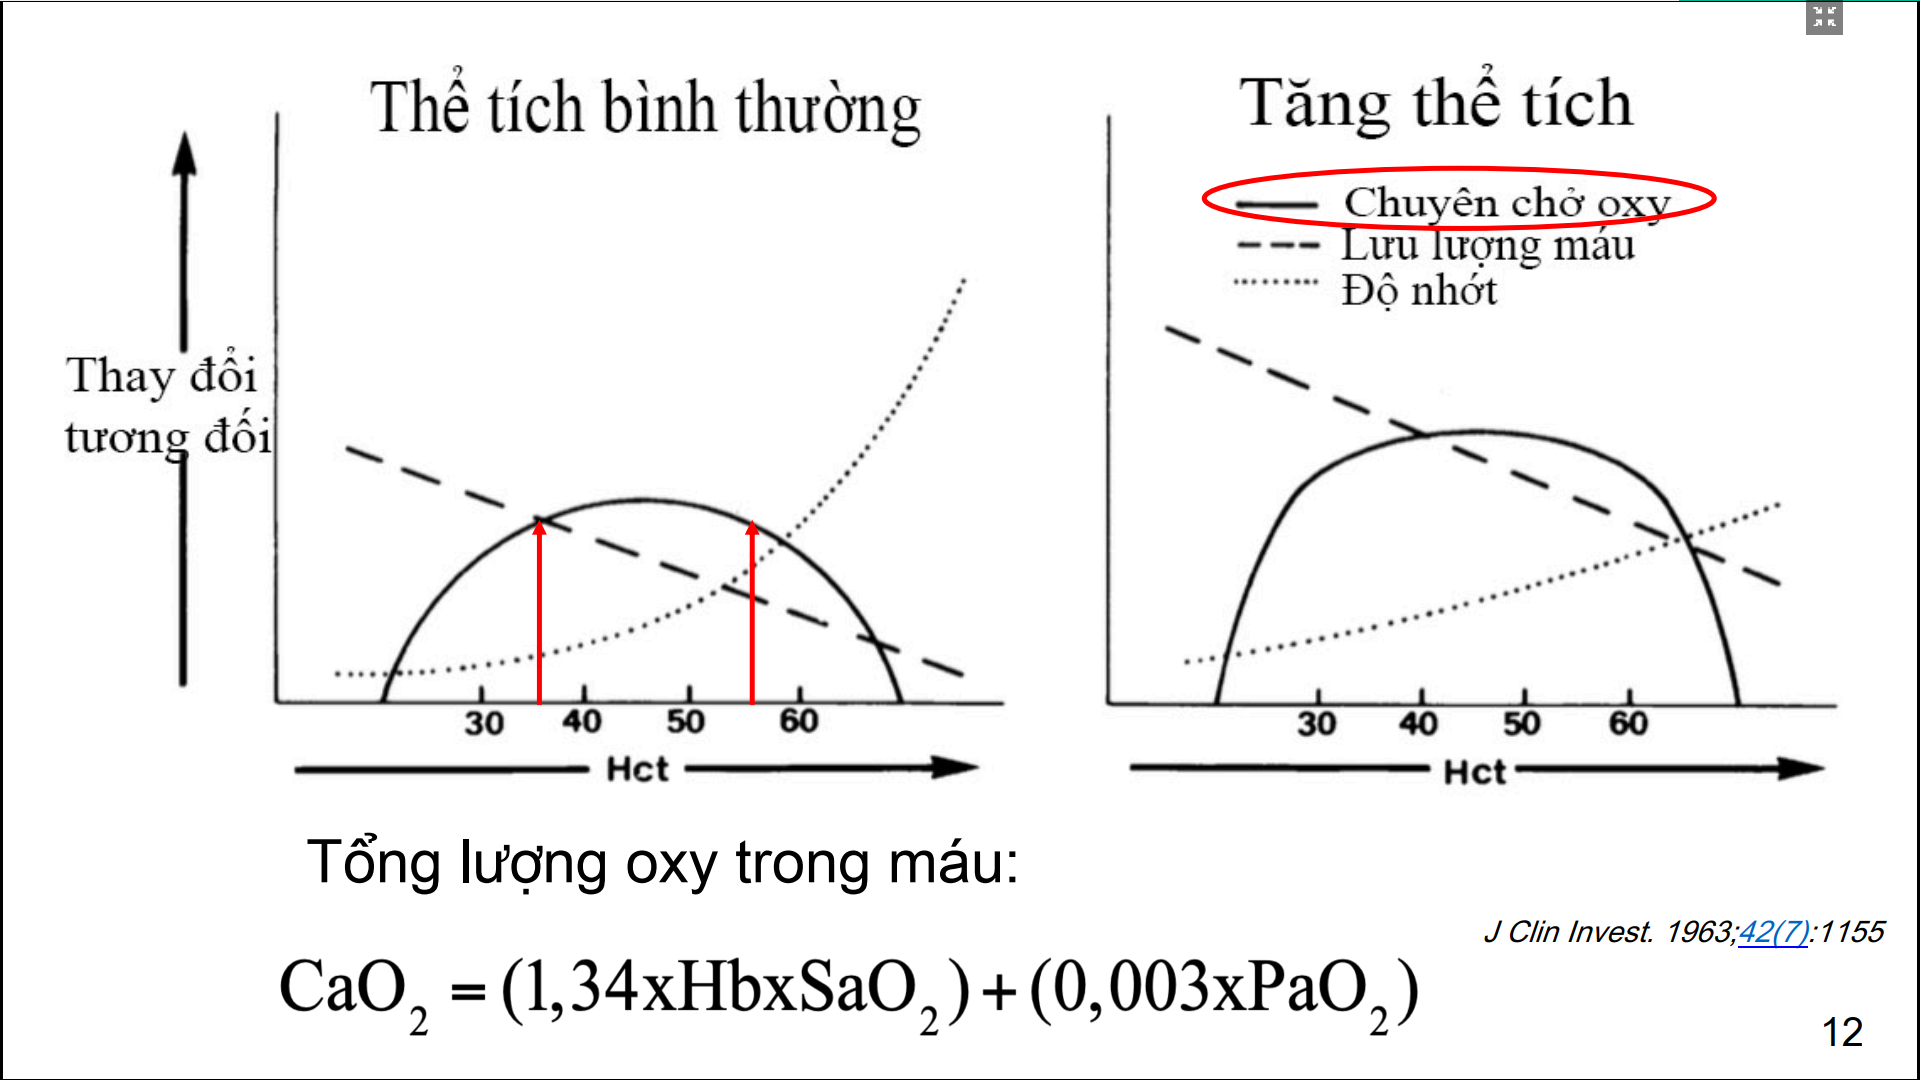 Thể tích bình thường
Tăng thể tích
Chuyên chở oxy
Lưu lượng máu
Độ nhớt
Thay đổi
tương đối
30 40 50 60
Hct
30 40 50 60
Hct
Tổng lượng oxy trong máu:
J Clin Invest. 1963;42(7):1155
CaO₂ = (1,34xHbxSaO₂) + (0,003xPaO₂)
12